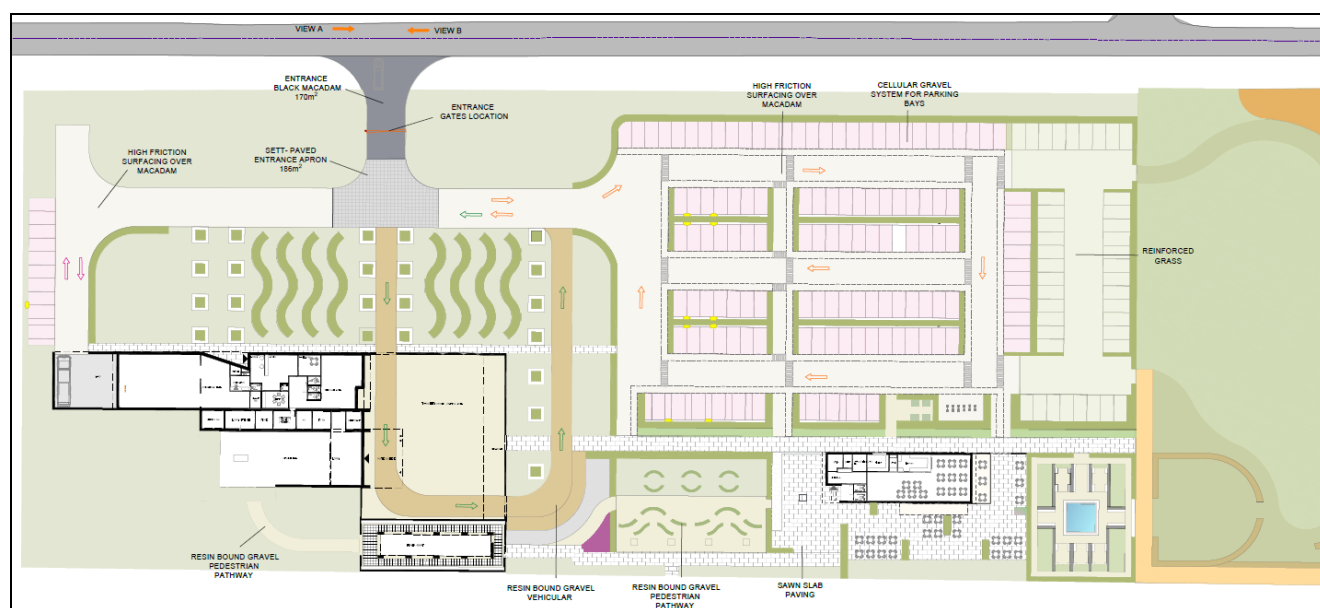 VIEW A
VIEW B
ENTRANCE
BLACK MACADAM
170m²
ENTRANCE
GATES LOCATION
SETT- PAVED
ENTRANCE APRON
186m²
HIGH FRICTION
SURFACING OVER
MACADAM
HIGH FRICTION
SURFACING OVER
MACADAM
CELLULAR GRAVEL
SYSTEM FOR PARKING
BAYS
REINFORCED
GRASS
RESIN BOUND GRAVEL
PEDESTRIAN
PATHWAY
RESIN BOUND GRAVEL
VEHICULAR
RESIN BOUND GRAVEL
PEDESTRIAN
PATHWAY
SAWN SLAB
PAVING